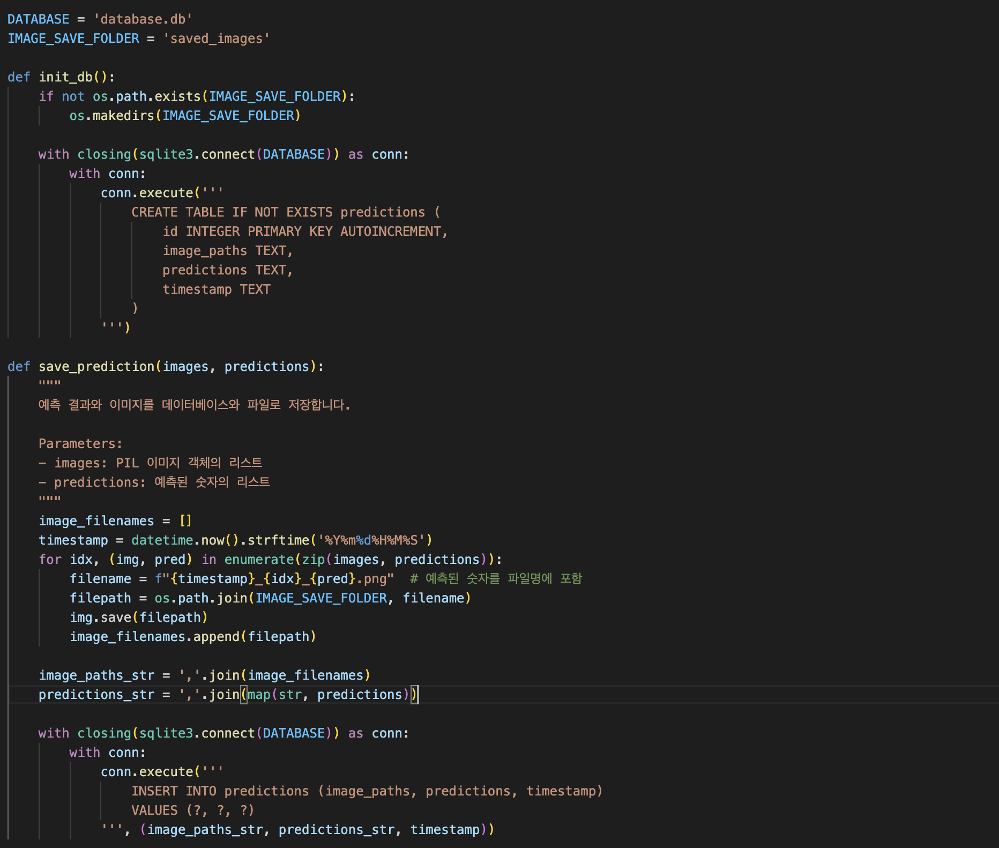 DATABASE = 'database.db'
IMAGE_SAVE_FOLDER = 'saved_images'

def init_db():
    if not os.path.exists(IMAGE_SAVE_FOLDER):
        os.makedirs(IMAGE_SAVE_FOLDER)

    with closing(sqlite3.connect(DATABASE)) as conn:
        with conn:
            conn.execute('''
                CREATE TABLE IF NOT EXISTS predictions (
                    id INTEGER PRIMARY KEY AUTOINCREMENT,
                    image_paths TEXT,
                    predictions TEXT,
                    timestamp TEXT
                )
            ''')

def save_prediction(images, predictions):
    """
    예측 결과와 이미지를 데이터베이스와 파일로 저장합니다.

    Parameters:
    - images: PIL 이미지 객체의 리스트
    - predictions: 예측된 숫자의 리스트
    """
    image_filenames = []
    timestamp = datetime.now().strftime('%Y%m%d%H%M%S')
    for idx, (img, pred) in enumerate(zip(images, predictions)):
        filename = f"{timestamp}_{idx}_{pred}.png"  # 예측된 숫자를 파일명에 포함
        filepath = os.path.join(IMAGE_SAVE_FOLDER, filename)
        img.save(filepath)
        image_filenames.append(filepath)

    image_paths_str = ','.join(image_filenames)
    predictions_str = ','.join(map(str, predictions))

    with closing(sqlite3.connect(DATABASE)) as conn:
        with conn:
            conn.execute('''
                INSERT INTO predictions (image_paths, predictions, timestamp)
                VALUES (?, ?, ?)
            ''', (image_paths_str, predictions_str, timestamp))